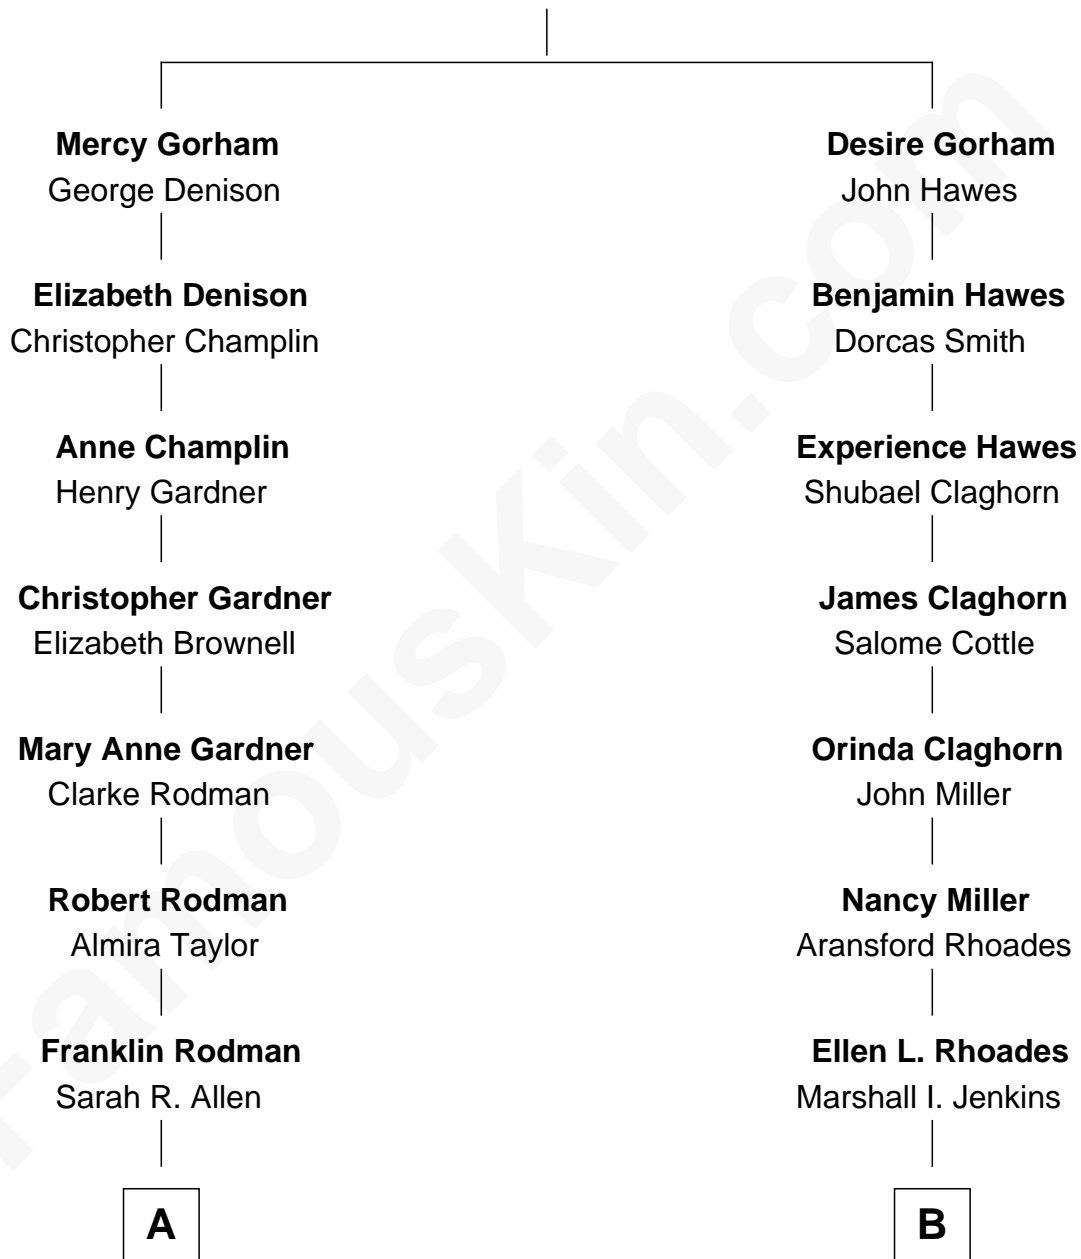 Mercy Gorham
George Denison
Elizabeth Denison
Christopher Champlin
Anne Champlin
Henry Gardner
Christopher Gardner
Elizabeth Brownell
Mary Anne Gardner
Clarke Rodman
Robert Rodman
Almira Taylor
Franklin Rodman
Sarah R. Allen
A
Desire Gorham
John Hawes
Benjamin Hawes
Dorcas Smith
Experience Hawes
Shubael Claghorn
James Claghorn
Salome Cottle
Orinda Claghorn
John Miller
Nancy Miller
Aransford Rhoades
Ellen L. Rhoades
Marshall I. Jenkins
B
FamousKin.com